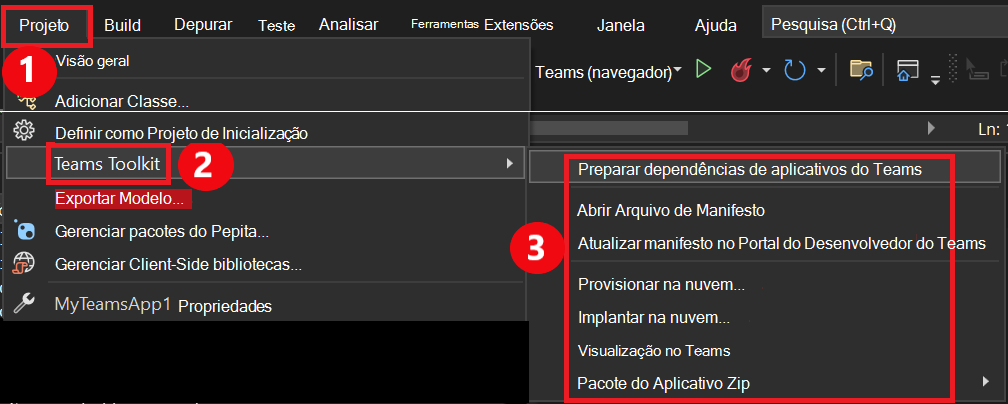 Projeto Build Depurar Teste Analisar Ferramentas Extensões Janela Ajuda Pesquisa (Ctrl+Q)
1
Visão geral
Teams (navegador)
Adicionar Classe...
Definir como Projeto de Inicialização
Ln:
Teams Toolkit
2
Exportar Modelo...
Gerenciar pacotes do Pepita...
Gerenciar Client-Side bibliotecas...
MyTeamsApp1 Propriedades
3
Preparar dependências de aplicativos do Teams
Abrir Arquivo de Manifesto
Atualizar manifesto no Portal do Desenvolvedor do Teams
Provisionar na nuvem...
Implantar na nuvem...
Visualização no Teams
Pacote do Aplicativo Zip